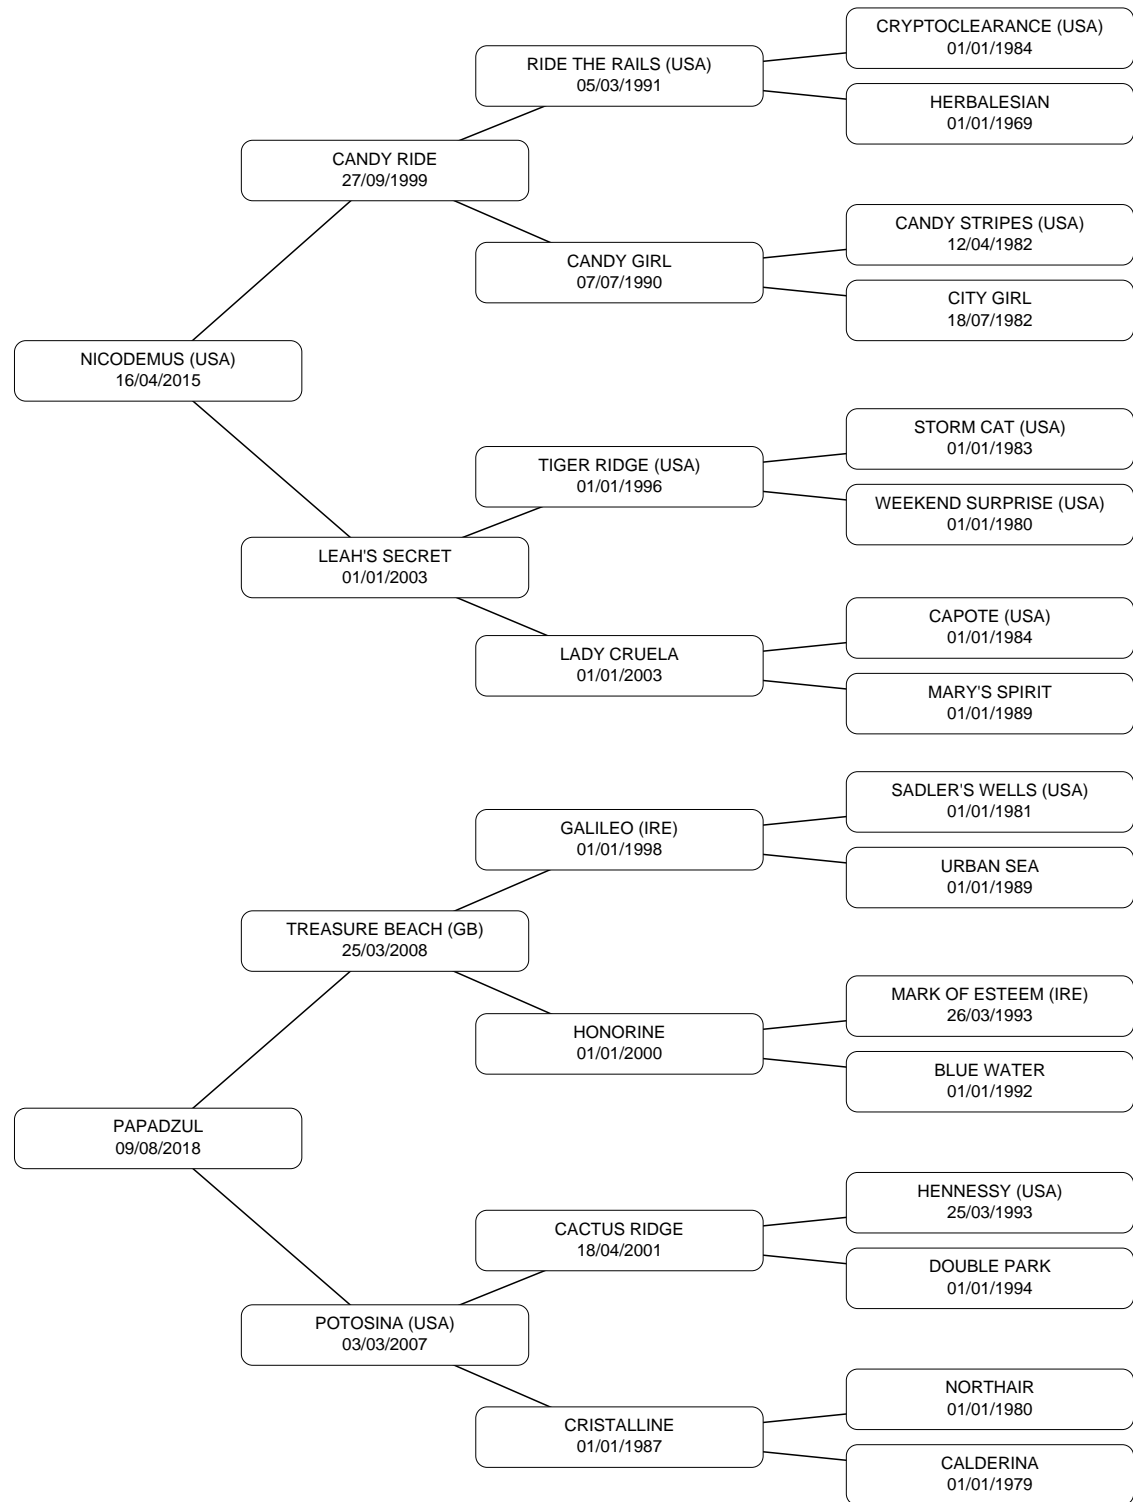 CRYPTOCLEARANCE (USA)
01/01/1984
RIDE THE RAILS (USA)
05/03/1991
HERBALESIAN
01/01/1969
CANDY RIDE
27/09/1999
CANDY STRIPES (USA)
12/04/1982
CANDY GIRL
07/07/1990
CITY GIRL
18/07/1982
NICODEMUS (USA)
16/04/2015
STORM CAT (USA)
01/01/1983
TIGER RIDGE (USA)
01/01/1996
WEEKEND SURPRISE (USA)
01/01/1980
LEAH'S SECRET
01/01/2003
CAPOTE (USA)
01/01/1984
LADY CRUELA
01/01/2003
MARY'S SPIRIT
01/01/1989
SADLER'S WELLS (USA)
01/01/1981
GALILEO (IRE)
01/01/1998
URBAN SEA
01/01/1989
TREASURE BEACH (GB)
25/03/2008
MARK OF ESTEEM (IRE)
26/03/1993
HONORINE
01/01/2000
BLUE WATER
01/01/1992
PAPADZUL
09/08/2018
HENNESSY (USA)
25/03/1993
CACTUS RIDGE
18/04/2001
DOUBLE PARK
01/01/1994
POTOSINA (USA)
03/03/2007
NORTHAIR
01/01/1980
CRISTALLINE
01/01/1987
CALDERINA
01/01/1979